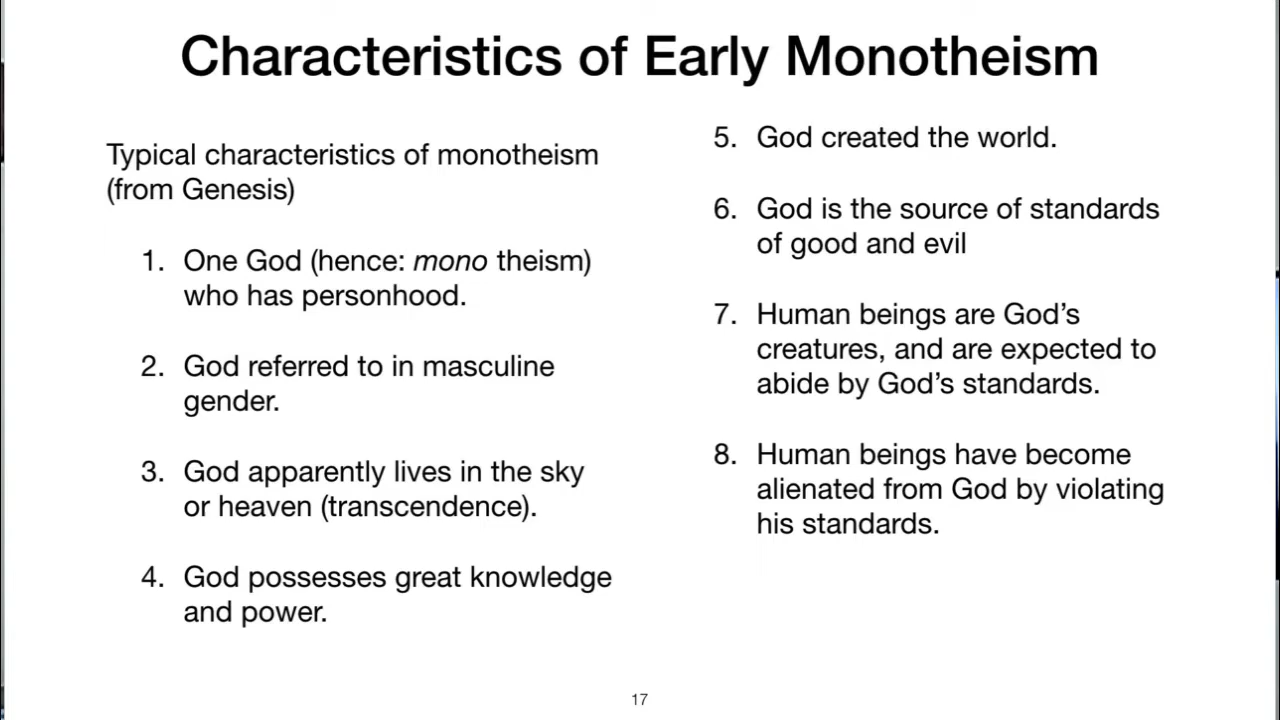 Characteristics of Early Monotheism
Typical characteristics of monotheism
(from Genesis)
1. One God (hence: mono theism)
who has personhood.
2. God referred to in masculine
gender.
3. God apparently lives in the sky
or heaven (transcendence).
4. God possesses great knowledge
and power.
5. God created the world.
6. God is the source of standards
of good and evil
7. Human beings are God’s
creatures, and are expected to
abide by God’s standards.
8. Human beings have become
alienated from God by violating
his standards.
17